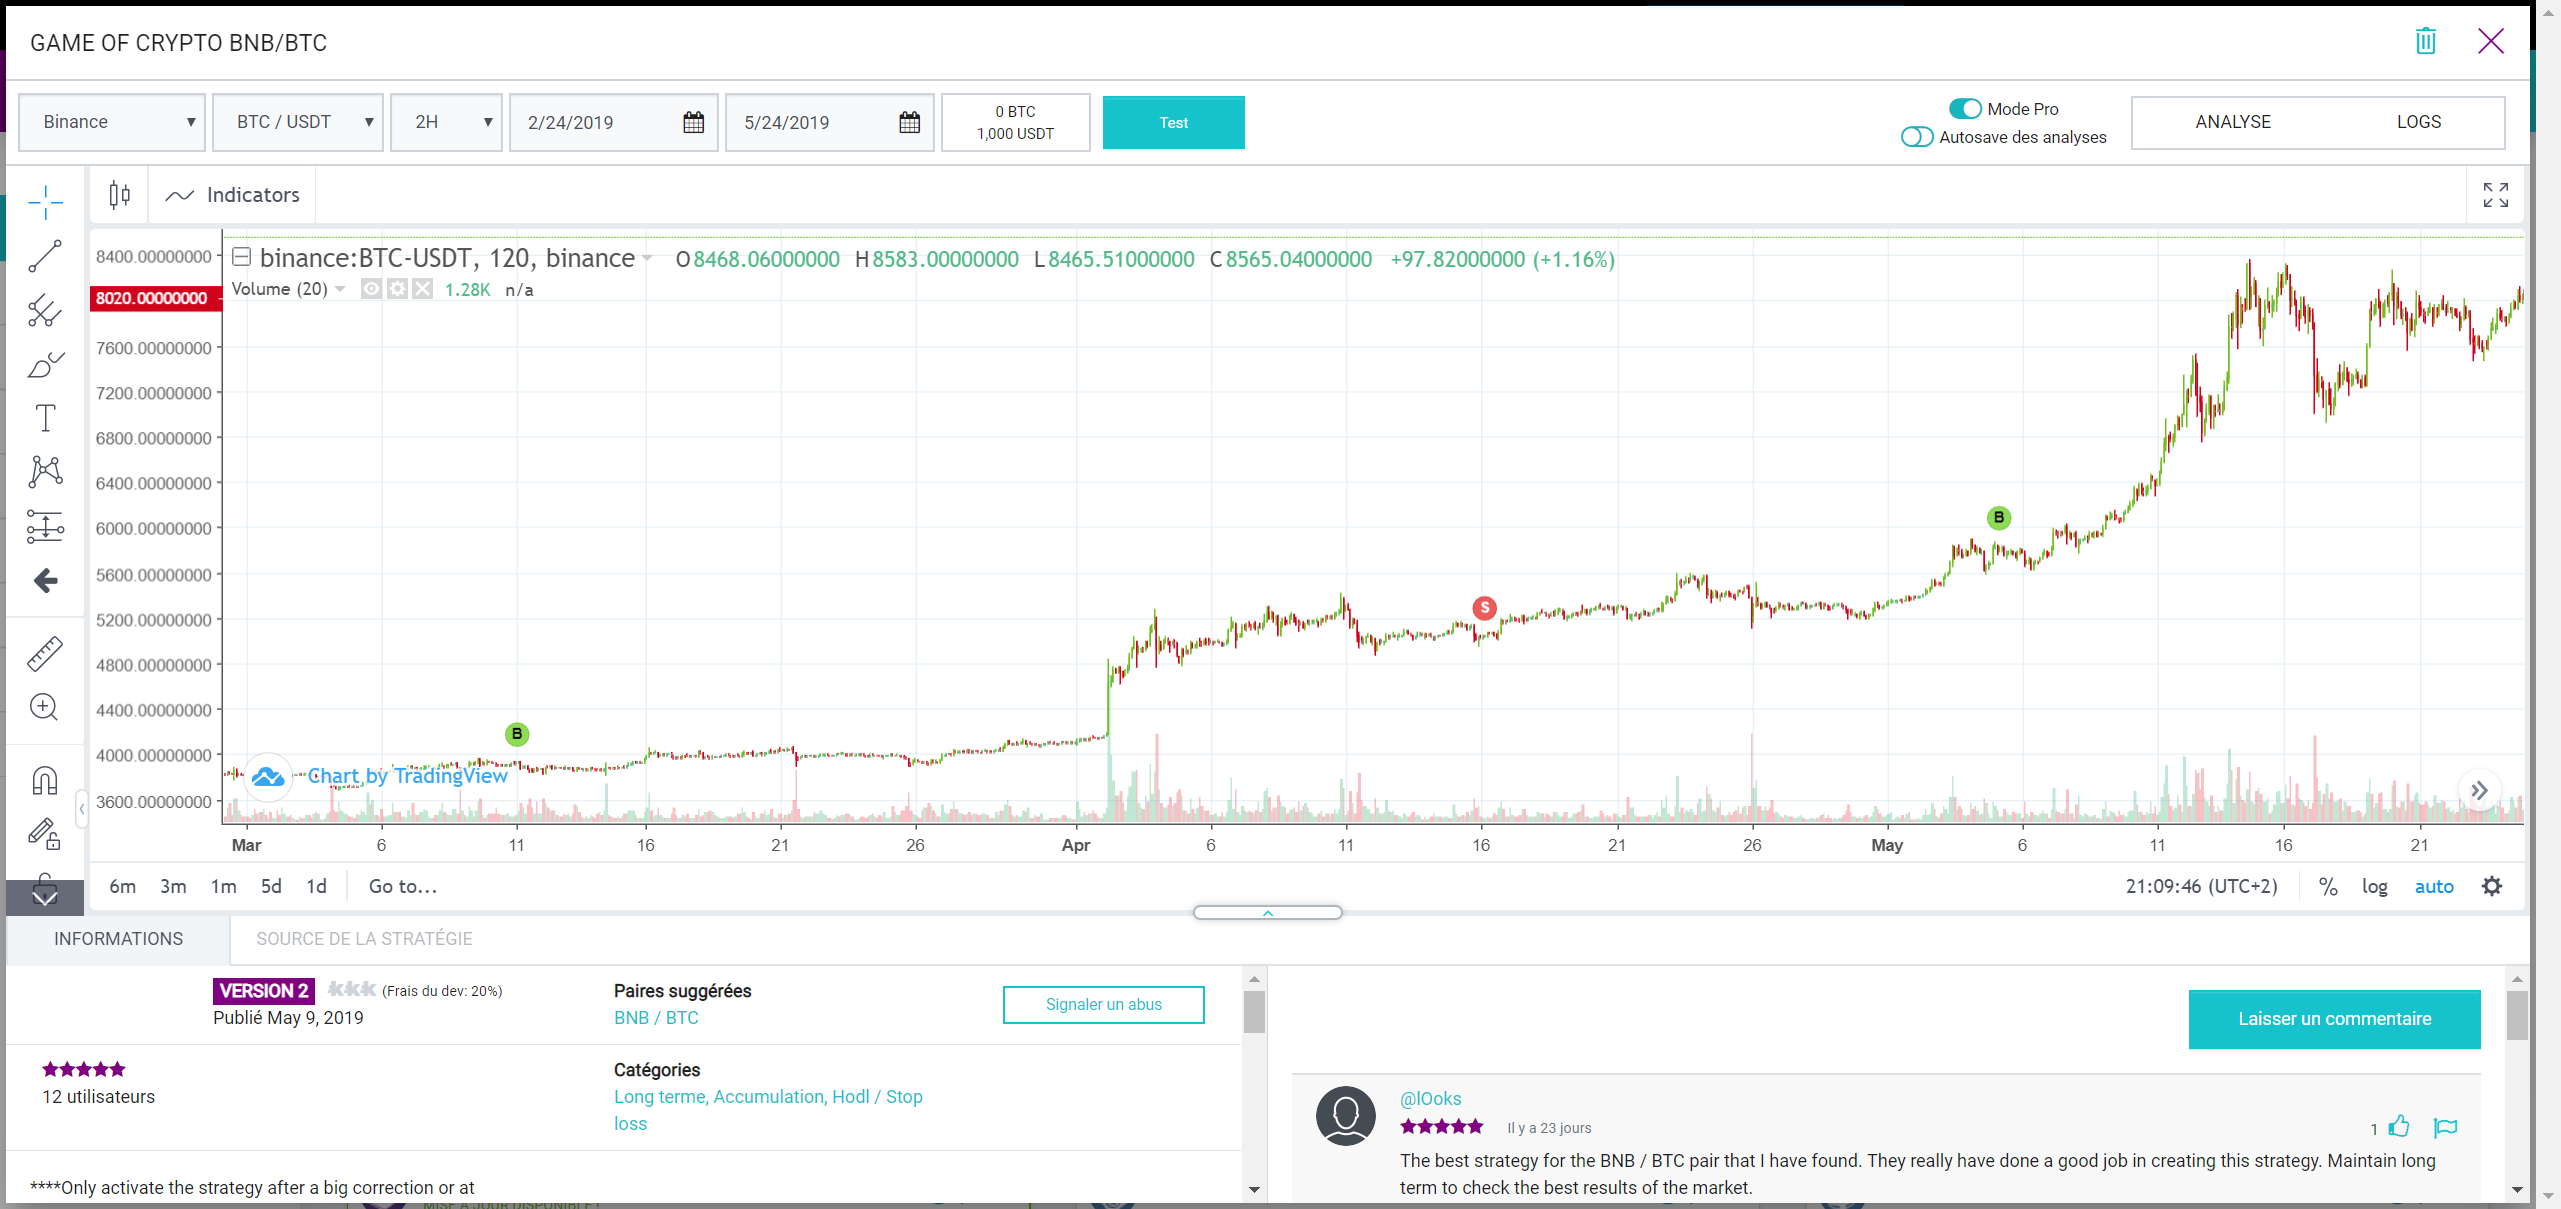 GAME OF CRYPTO BNB/BTC
Binance
BTC / USDT
2H
2/24/2019
5/24/2019
0 BTC
1,000 USDT
Test
Mode Pro
Autosave des analyses
ANALYSE
LOGS
Indicators
binance:BTC-USDT, 120, binance
O8468.06000000 H8583.00000000 L8465.51000000 C8565.04000000 +97.82000000 (+1.16%)
Volume (20)
1.28K n/a
8400.00000000
8020.00000000
7600.00000000
7200.00000000
6800.00000000
6400.00000000
6000.00000000
5600.00000000
5200.00000000
4800.00000000
4400.00000000
4000.00000000
3600.00000000
B
S
B
Chart by TradingView
Mar 6 11 16 21 26 Apr 6 11 16 21 26 May 6 11 16 21
6m 3m 1m 5d 1d Go to...
21:09:46 (UTC+2) % log auto
INFORMATIONS
SOURCE DE LA STRATÉGIE
VERSION 2 (Frais du dev: 20%)
Publié May 9, 2019
Paires suggérées
BNB / BTC
Signaler un abus
12 utilisateurs
Catégories
Long terme, Accumulation, Hodl / Stop
loss
****Only activate the strategy after a big correction or at
Laisser un commentaire
@lOoks
Il y a 23 jours
1
The best strategy for the BNB / BTC pair that I have found. They really have done a good job in creating this strategy. Maintain long
term to check the best results of the market.
MISE À JOUR DISPONIBLE !